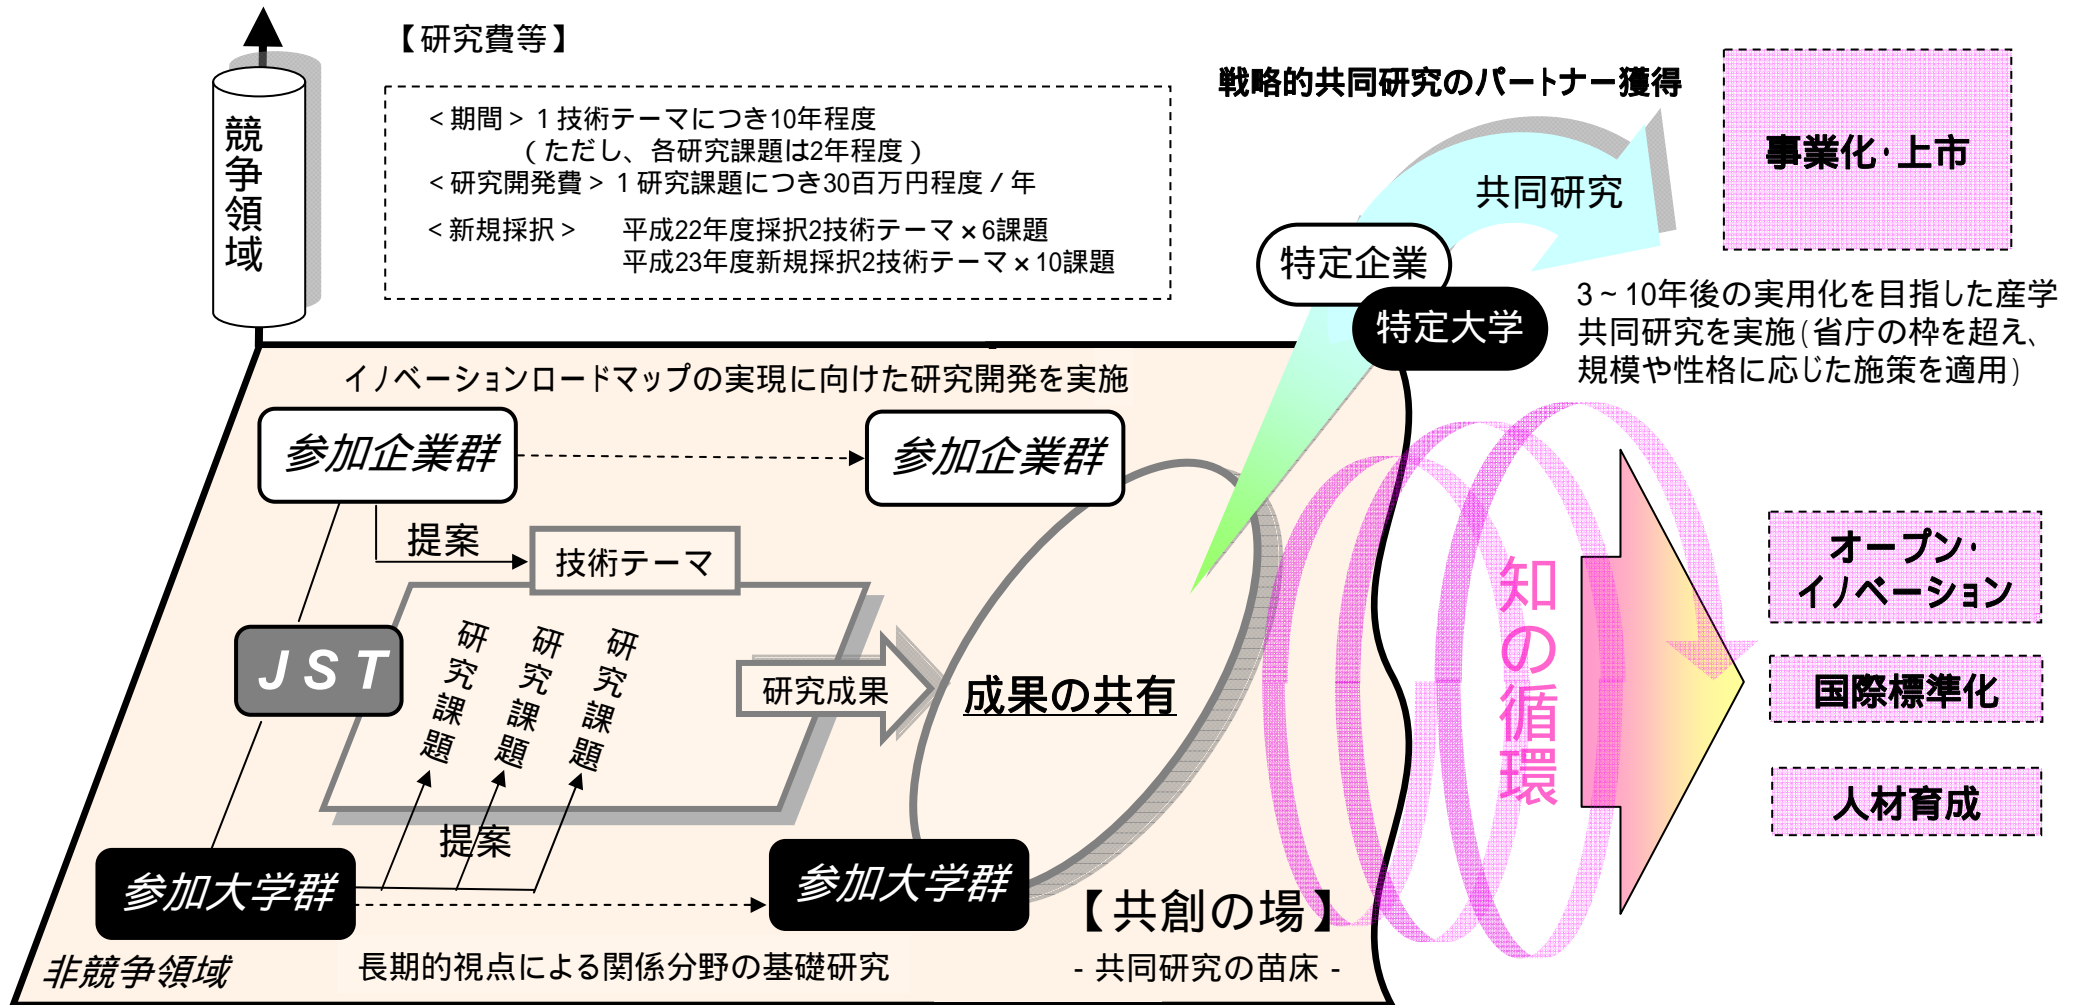 【研究費等】
＜期間＞１技術テーマにつき10年程度
（ただし、各研究課題は2年程度）
＜研究開発費＞１研究課題につき30百万円程度／年
＜新規採択＞　平成22年度採択2技術テーマ×6課題
平成23年度新規採択2技術テーマ×10課題
競争領域
戦略的共同研究のパートナー獲得
共同研究
特定企業
特定大学
事業化・上市
3～10年後の実用化を目指した産学
共同研究を実施(省庁の枠を超え、
規模や性格に応じた施策を適用)
イノベーションロードマップの実現に向けた研究開発を実施
参加企業群
参加企業群
提案
技術テーマ
研究課題
研究課題
研究課題
JST
研究成果
成果の共有
提案
参加大学群
参加大学群
【共創の場】
- 共同研究の苗床 -
非競争領域
長期的視点による関係分野の基礎研究
知の循環
オープン・
イノベーション
国際標準化
人材育成